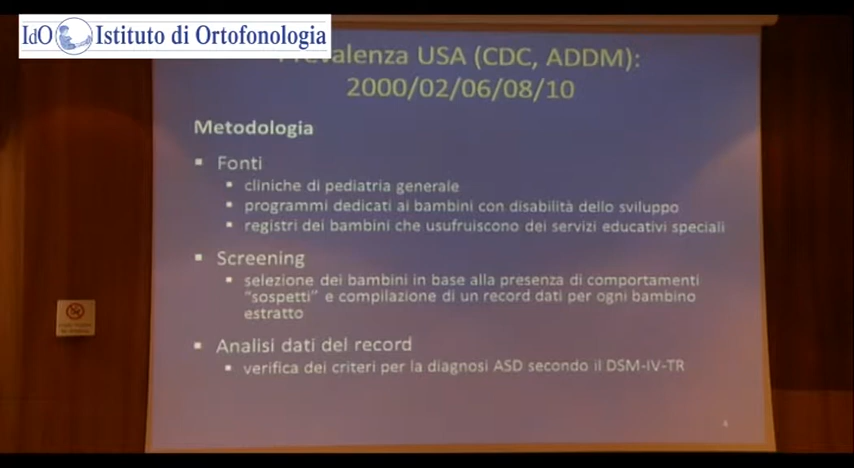 IdO Istituto di Ortofonologia
Prevalenza USA (CDC, ADDM):
2000/02/06/08/10
Metodologia
▪ Fonti
▪ cliniche di pediatria generale
▪ programmi dedicati ai bambini con disabilità dello sviluppo
▪ registri dei bambini che usufruiscono dei servizi educativi speciali
▪ Screening
▪ selezione dei bambini in base alla presenza di comportamenti
"sospetti" e compilazione di un record dati per ogni bambino
estratto
▪ Analisi dati del record
▪ verifica dei criteri per la diagnosi ASD secondo il DSM-IV-TR
4